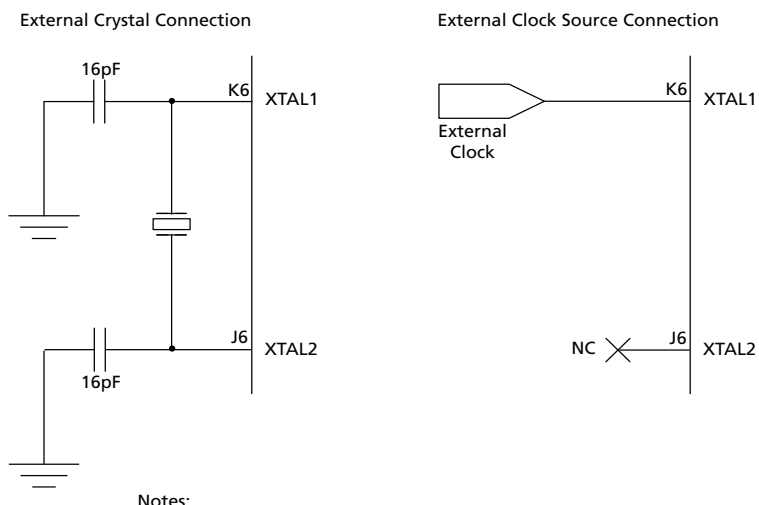 External Crystal Connection
16pF
K6
XTAL1
J6
XTAL2
16pF
External Clock Source Connection
K6
XTAL1
External
Clock
J6
NC
XTAL2
Notes: